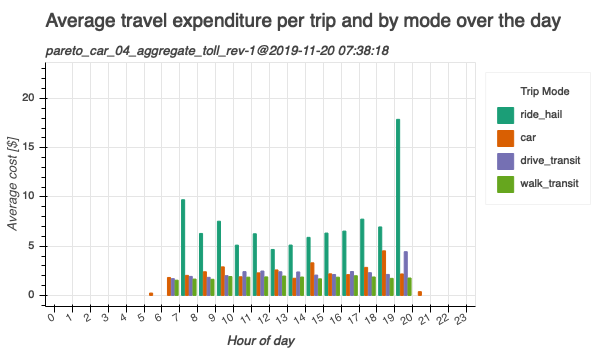 Average travel expenditure per trip and by mode over the day
pareto_car_04_aggregate_toll_rev-1@2019-11-20 07:38:18
Trip Mode
ride_hail
car
drive_transit
walk_transit
Average cost [$]
20
15
10
5
0
0 1 2 3 4 5 6 7 8 9 10 11 12 13 14 15 16 17 18 19 20 21 22 23
Hour of day